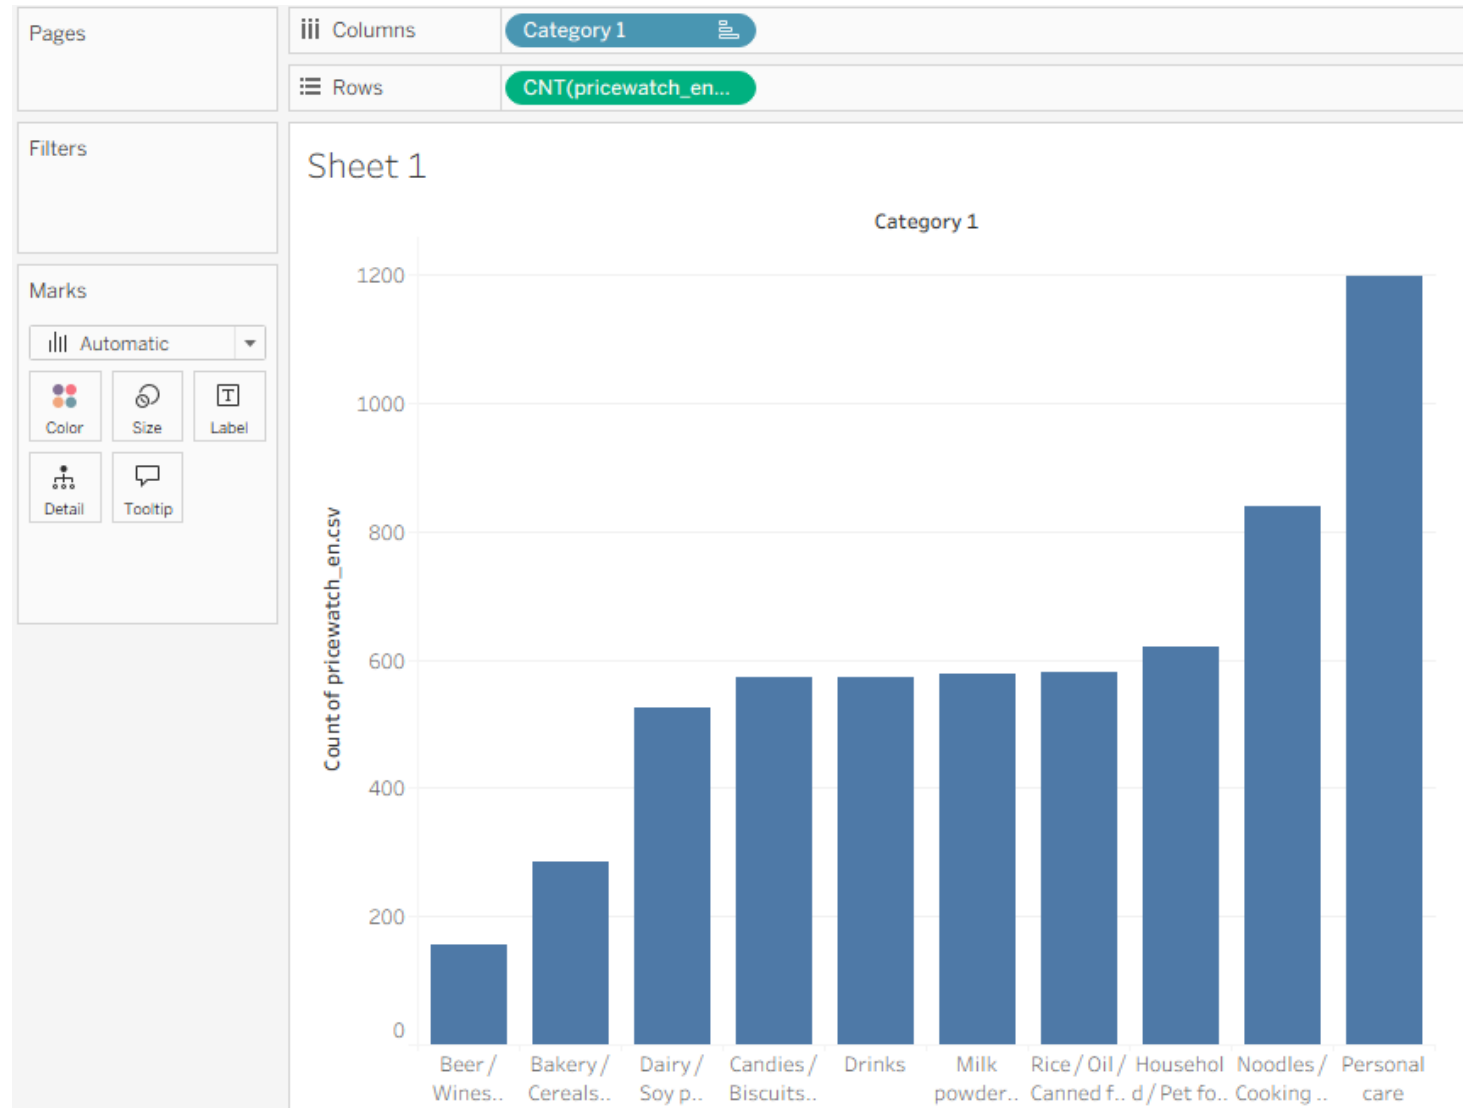 Pages
Columns
Category 1
Rows
CNT(pricewatch_en...
Filters
Marks
Automatic
Color
Size
Label
Detail
Tooltip
Sheet 1
Category 1
Count of pricewatch_en.csv
1200
1000
800
600
400
200
0
Beer /
Wines..
Bakery /
Cereals..
Dairy /
Soy p..
Candies /
Biscuits..
Drinks
Milk
powder..
Rice / Oil /
Canned f..
Househol
d / Pet fo..
Noodles /
Cooking ..
Personal
care